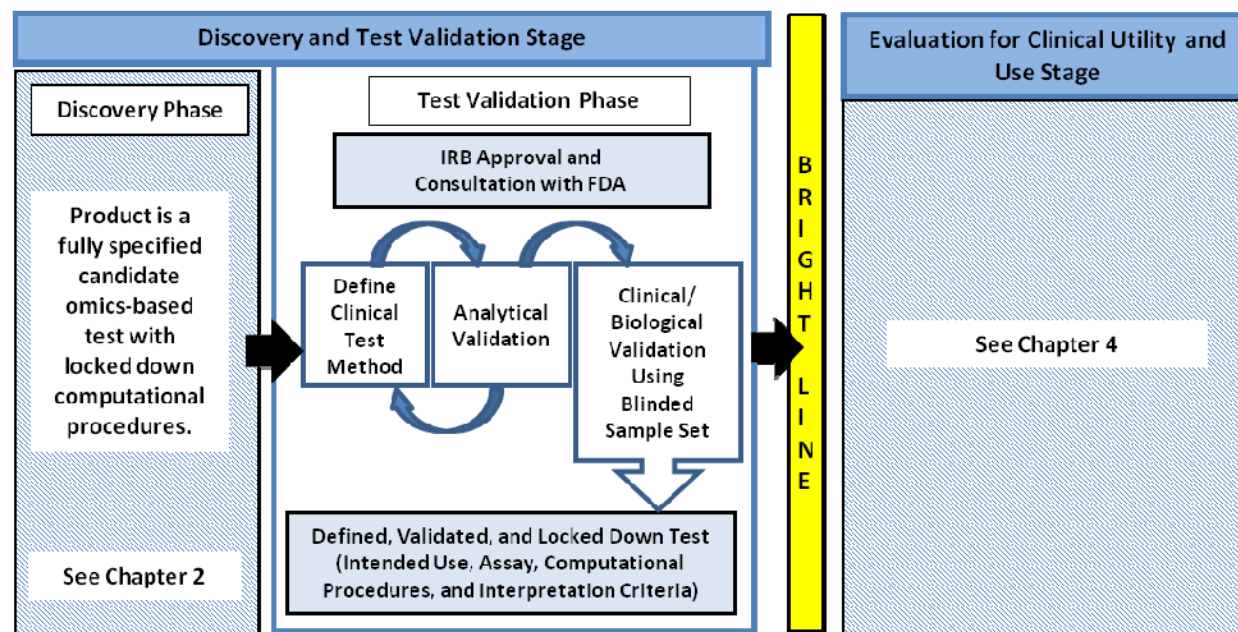 Discovery and Test Validation Stage
Discovery Phase
Product is a
fully specified
candidate
omics-based
test with
locked down
computational
procedures.
See Chapter 2
Test Validation Phase
IRB Approval and
Consultation with FDA
Define
Clinical
Test
Method
Analytical
Validation
Clinical/
Biological
Validation
Using
Blinded
Sample Set
Defined, Validated, and Locked Down Test
(Intended Use, Assay, Computational
Procedures, and Interpretation Criteria)
BRIGHT LINE
Evaluation for Clinical Utility and
Use Stage
See Chapter 4